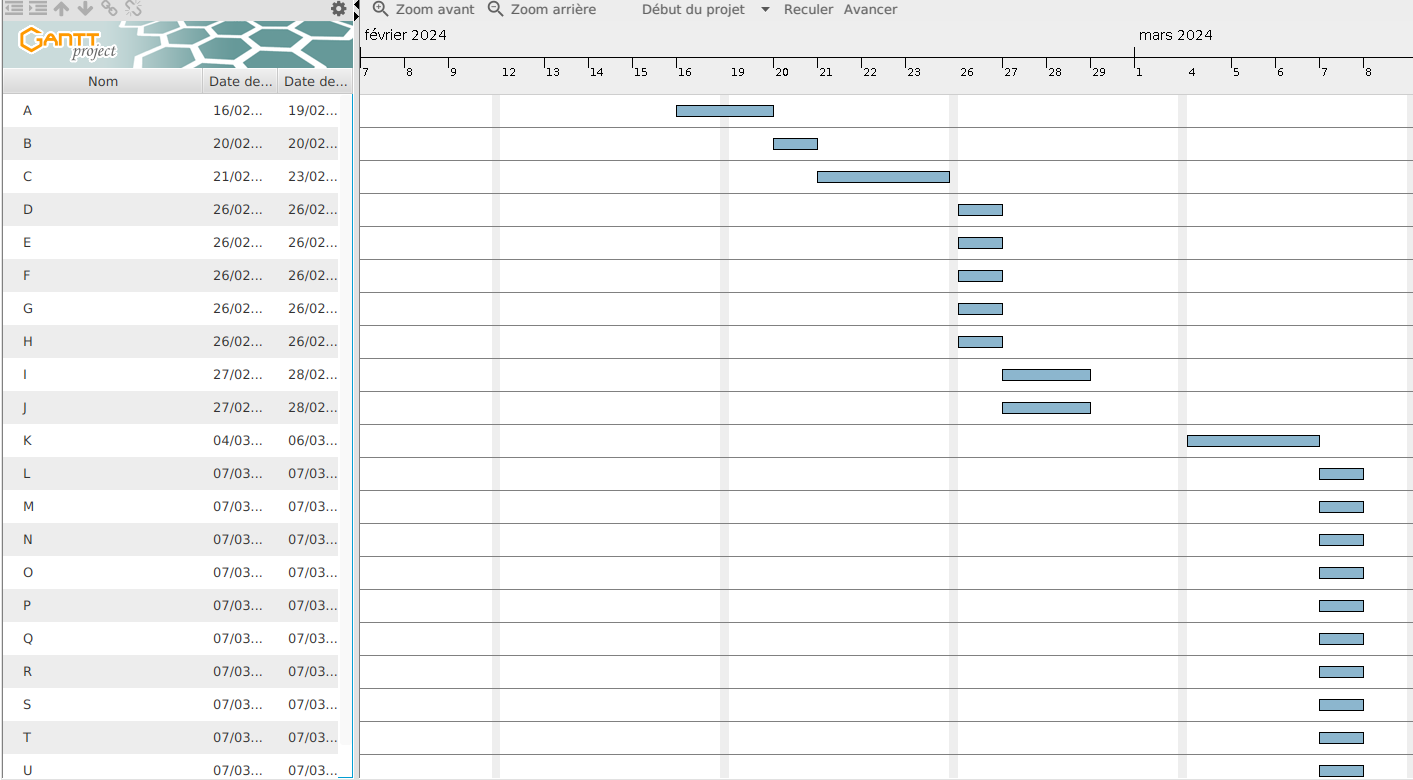 Zoom avant Zoom arrière Début du projet Reculer Avancer
GANTT project
février 2024 mars 2024
7 8 9 12 13 14 15 16 19 20 21 22 23 26 27 28 29 1 4 5 6 7 8
Nom Date de... Date de...
A 16/02... 19/02...
B 20/02... 20/02...
C 21/02... 23/02...
D 26/02... 26/02...
E 26/02... 26/02...
F 26/02... 26/02...
G 26/02... 26/02...
H 26/02... 26/02...
I 27/02... 28/02...
J 27/02... 28/02...
K 04/03... 06/03...
L 07/03... 07/03...
M 07/03... 07/03...
N 07/03... 07/03...
O 07/03... 07/03...
P 07/03... 07/03...
Q 07/03... 07/03...
R 07/03... 07/03...
S 07/03... 07/03...
T 07/03... 07/03...
U 07/03... 07/03...